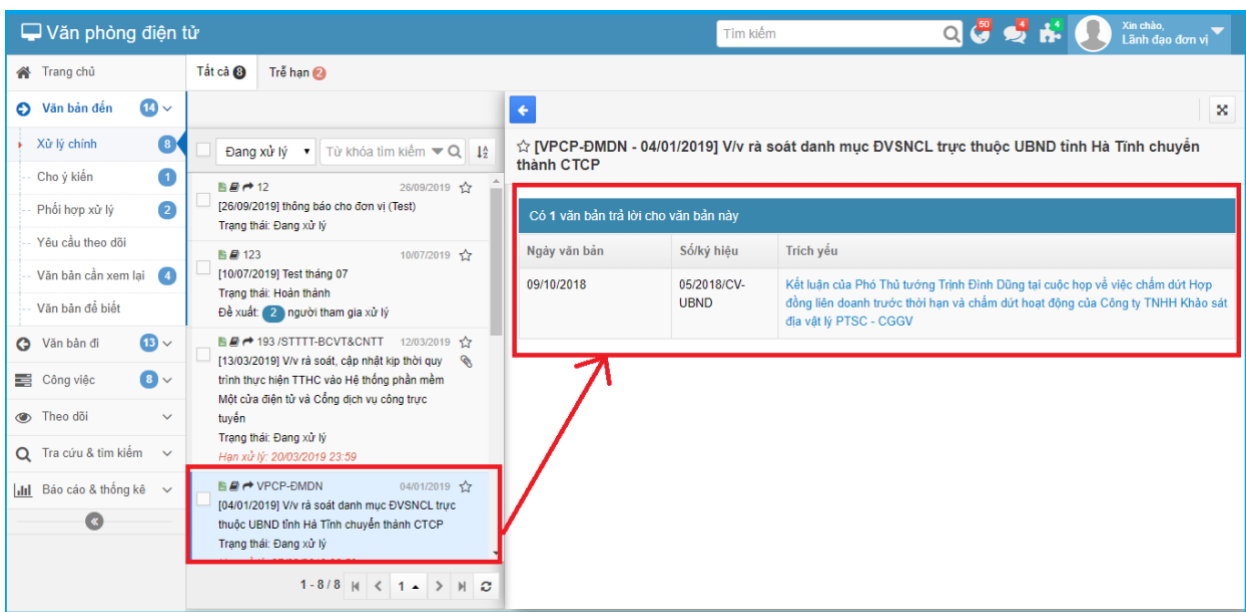 Văn phòng điện tử
Tìm kiếm
50
4
4
Xin chào,
Lãnh đạo đơn vị
Trang chủ
Văn bản đến 14
Xử lý chính 8
Cho ý kiến 1
Phối hợp xử lý 2
Yêu cầu theo dõi
Văn bản cần xem lại 4
Văn bản để biết
Văn bản đi 13
Công việc 8
Theo dõi
Tra cứu & tìm kiếm
Báo cáo & thống kê
Tất cả 8 Trễ hạn 2
Đang xử lý Từ khóa tìm kiếm
12 26/09/2019
[26/09/2019] thông báo cho đơn vị (Test)
Trạng thái: Đang xử lý
123 10/07/2019
[10/07/2019] Test tháng 07
Trạng thái: Hoàn thành
Đề xuất: 2 người tham gia xử lý
193 /STTTT-BCVT&CNTT 12/03/2019
[13/03/2019] V/v rà soát, cập nhật kịp thời quy
trình thực hiện TTHC vào Hệ thống phần mềm
Một cửa điện tử và Cổng dịch vụ công trực
tuyến
Trạng thái: Đang xử lý
Hạn xử lý: 20/03/2019 23:59
VPCP-ĐMDN 04/01/2019
[04/01/2019] V/v rà soát danh mục ĐVSNCL trực
thuộc UBND tỉnh Hà Tĩnh chuyển thành CTCP
Trạng thái: Đang xử lý
1 - 8 / 8 1
[VPCP-ĐMDN - 04/01/2019] V/v rà soát danh mục ĐVSNCL trực thuộc UBND tỉnh Hà Tĩnh chuyển
thành CTCP
Có 1 văn bản trả lời cho văn bản này
Ngày văn bản Số/ký hiệu Trích yếu
09/10/2018 05/2018/CV- Kết luận của Phó Thủ tướng Trịnh Đình Dũng tại cuộc họp về việc chấm dứt Hợp
UBND đồng liên doanh trước thời hạn và chấm dứt hoạt động của Công ty TNHH Khảo sát
địa vật lý PTSC - CGGV